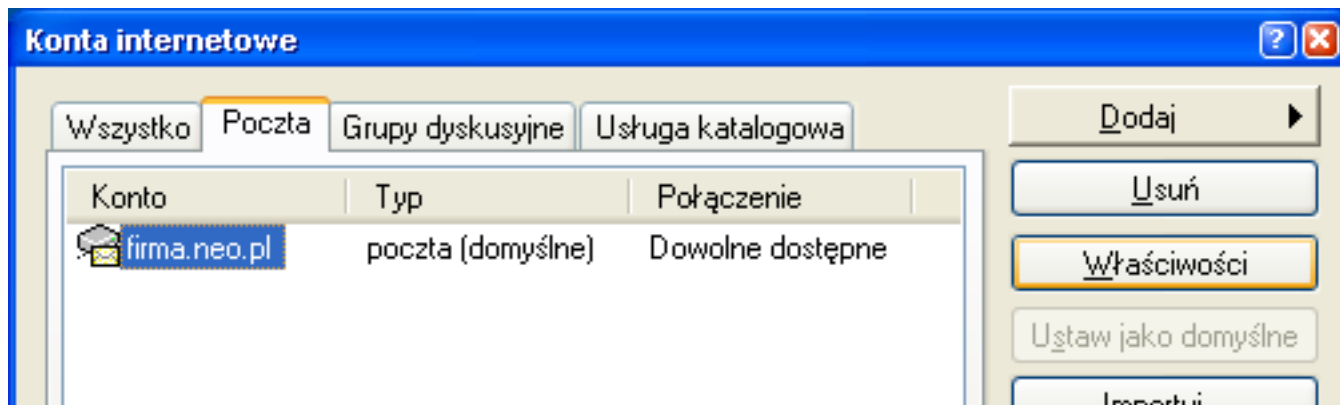 Konta internetowe
Wszystko Poczta Grupy dyskusyjne Usługa katalogowa
Dodaj
Usuń
Właściwości
Ustaw jako domyślne
Importuj...
Konto Typ Połączenie
firma.neo.pl poczta (domyślne) Dowolne dostępne